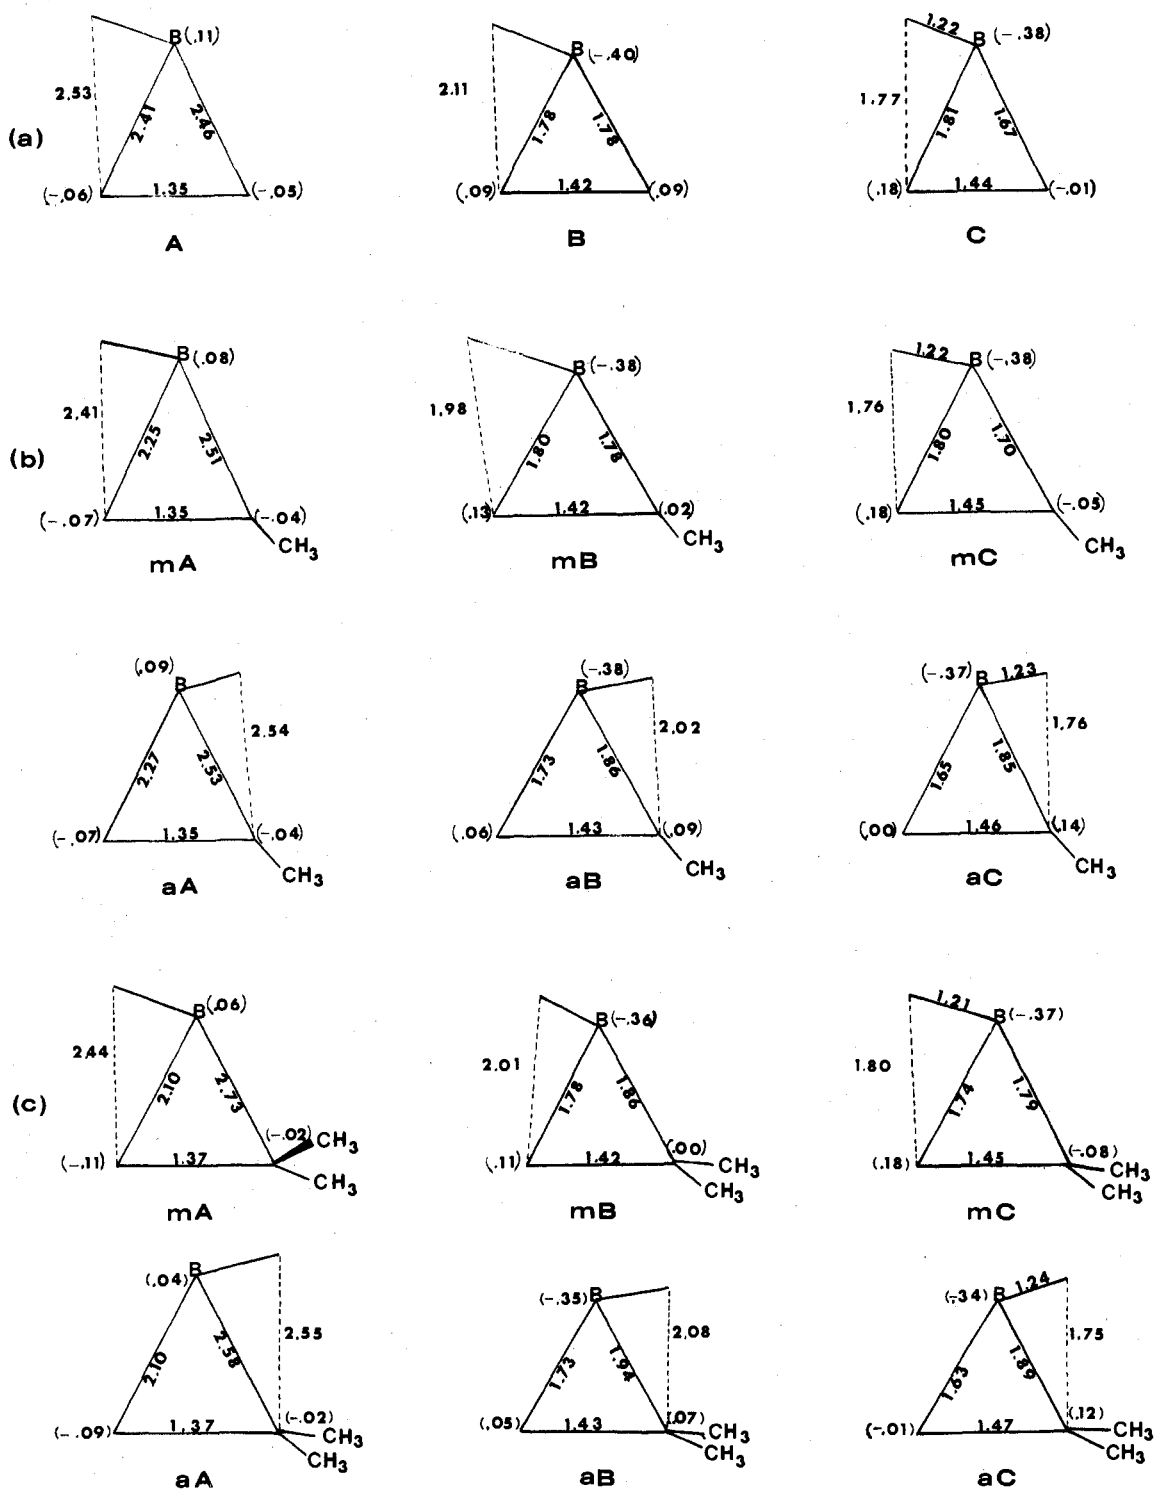 (a)
B (.11)
2.53
2.41
2.46
(-.06) 1.35 (-.05)
A
B (-.40)
2.11
1.78
1.78
(.09) 1.42 (.09)
B
1.22
B (-.38)
1.77
1.81
1.67
(.18) 1.44 (-.01)
C
(b)
B (.08)
2.41
2.25
2.51
(-.07) 1.35 (-.04)
CH3
mA
B (-.38)
1.98
1.80
1.78
(.13) 1.42 (.02)
CH3
mB
1.22
B (-.38)
1.76
1.80
1.70
(.18) 1.45 (-.05)
CH3
mC
(.09)
B
2.54
2.27
2.53
(-.07) 1.35 (-.04)
CH3
aA
(-.38)
B
2.02
1.73
1.86
(.06) 1.43 (.09)
CH3
aB
(-.37) B 1.23
1.76
1.65
1.85
(.00) 1.46 (.14)
CH3
aC
(c)
B (.06)
2.44
2.10
2.73
(-.02) CH3
(-.11) 1.37
CH3
mA
B (-.36)
2.01
1.78
1.86
(.00)
(.11) 1.42 CH3
CH3
mB
1.21
B (-.37)
1.80
1.74
1.79
(-.08)
(.18) 1.45 CH3
CH3
mC
B
(.04)
2.55
2.10
2.58
(-.02)
(-.09) 1.37 CH3
CH3
aA
(-.35) B
2.08
1.73
1.94
(.05) 1.43 (.07) CH3
CH3
aB
(-.34) B 1.24
1.75
1.63
1.89
(.12)
(-.01) 1.47 CH3
CH3
aC